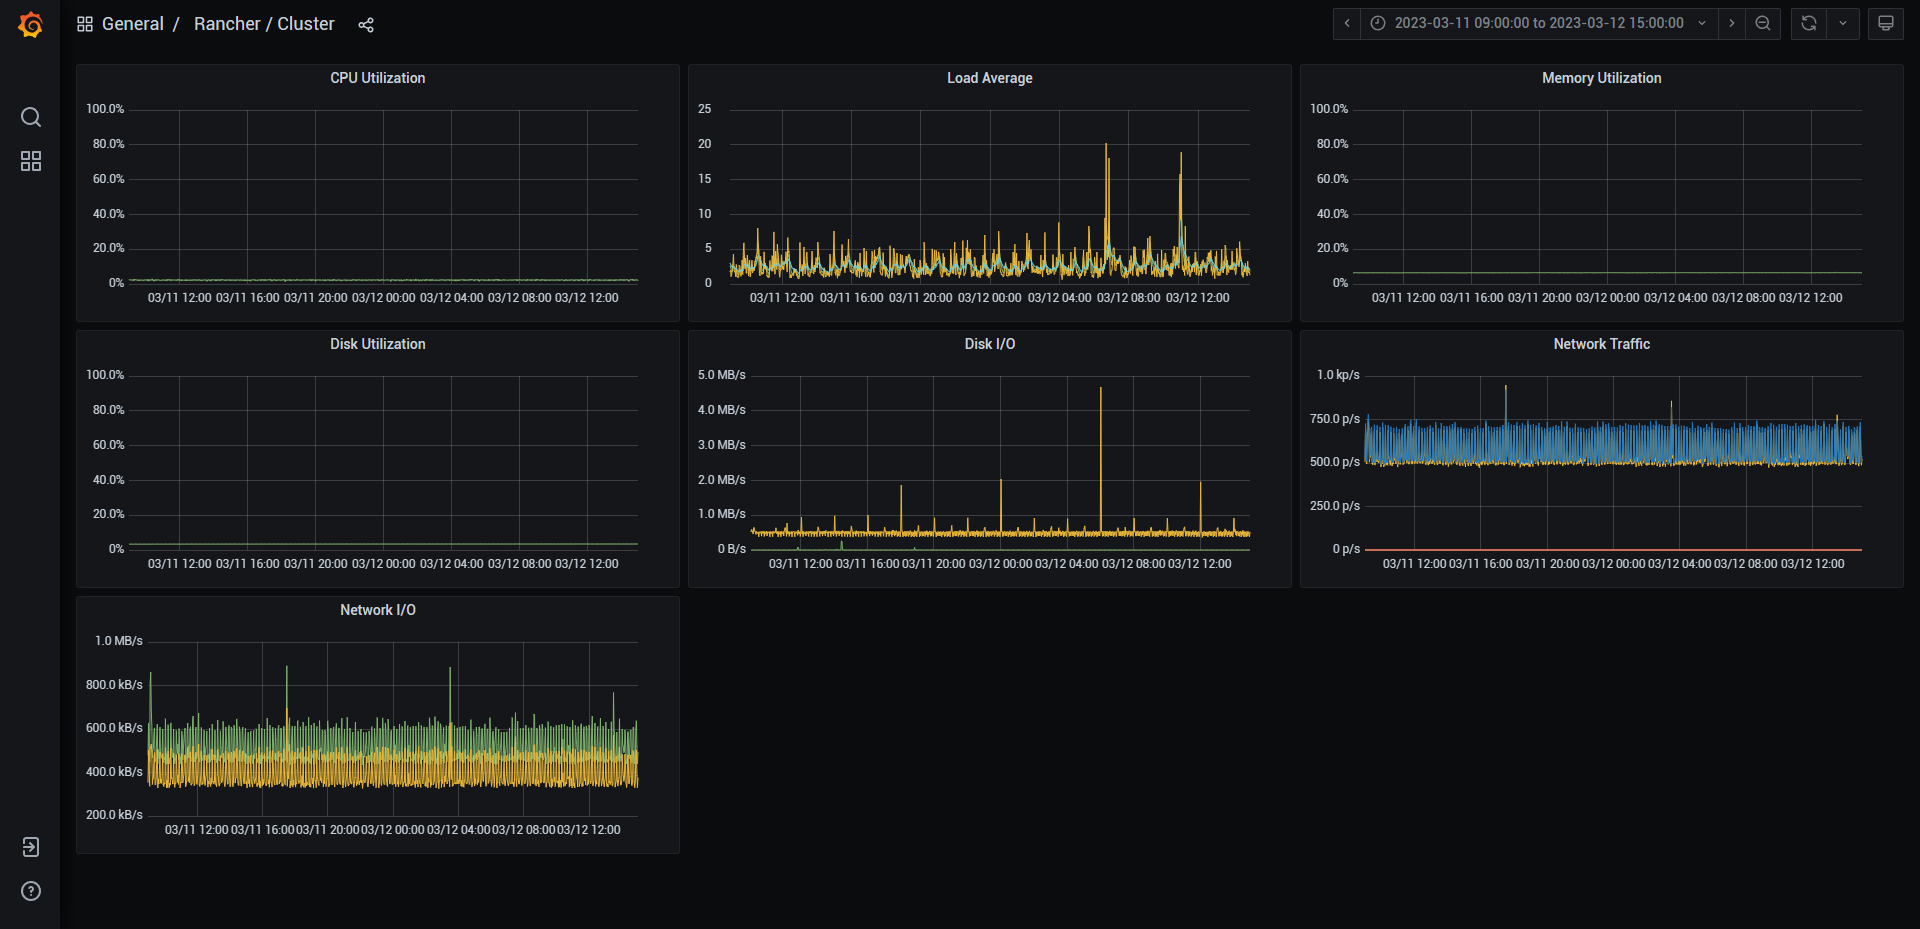 General / Rancher / Cluster
2023-03-11 09:00:00 to 2023-03-12 15:00:00
CPU Utilization
100.0%
80.0%
60.0%
40.0%
20.0%
0%
03/11 12:00 03/11 16:00 03/11 20:00 03/12 00:00 03/12 04:00 03/12 08:00 03/12 12:00
Load Average
25
20
15
10
5
0
03/11 12:00 03/11 16:00 03/11 20:00 03/12 00:00 03/12 04:00 03/12 08:00 03/12 12:00
Memory Utilization
100.0%
80.0%
60.0%
40.0%
20.0%
0%
03/11 12:00 03/11 16:00 03/11 20:00 03/12 00:00 03/12 04:00 03/12 08:00 03/12 12:00
Disk Utilization
100.0%
80.0%
60.0%
40.0%
20.0%
0%
03/11 12:00 03/11 16:00 03/11 20:00 03/12 00:00 03/12 04:00 03/12 08:00 03/12 12:00
Disk I/O
5.0 MB/s
4.0 MB/s
3.0 MB/s
2.0 MB/s
1.0 MB/s
0 B/s
03/11 12:00 03/11 16:00 03/11 20:00 03/12 00:00 03/12 04:00 03/12 08:00 03/12 12:00
Network Traffic
1.0 kp/s
750.0 p/s
500.0 p/s
250.0 p/s
0 p/s
03/11 12:00 03/11 16:00 03/11 20:00 03/12 00:00 03/12 04:00 03/12 08:00 03/12 12:00
Network I/O
1.0 MB/s
800.0 kB/s
600.0 kB/s
400.0 kB/s
200.0 kB/s
03/11 12:00 03/11 16:00 03/11 20:00 03/12 00:00 03/12 04:00 03/12 08:00 03/12 12:00